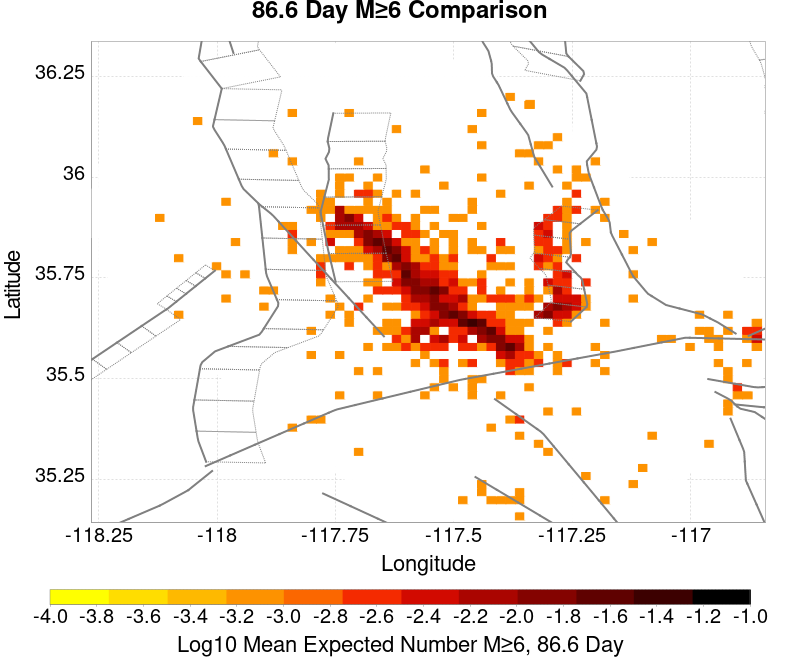 86.6 Day M≥6 Comparison
36.25
36
35.75
35.5
35.25
Latitude
-118.25 -118 -117.75 -117.5 -117.25 -117
Longitude
-4.0 -3.8 -3.6 -3.4 -3.2 -3.0 -2.8 -2.6 -2.4 -2.2 -2.0 -1.8 -1.6 -1.4 -1.2 -1.0
Log10 Mean Expected Number M≥6, 86.6 Day